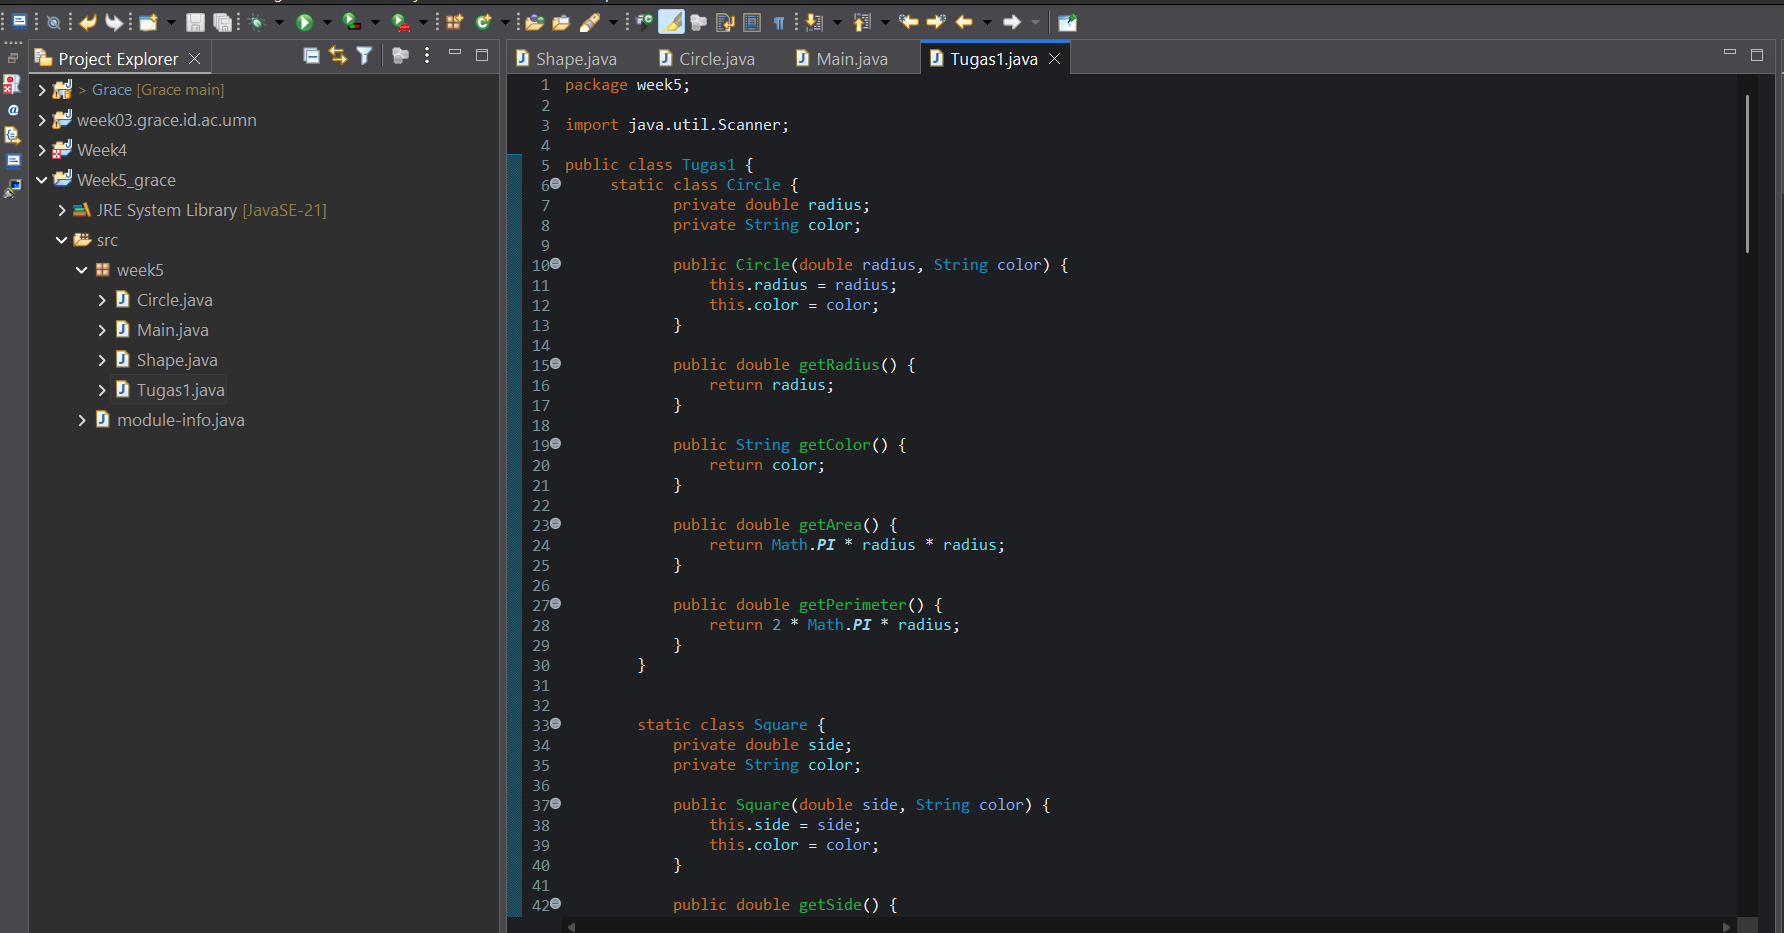 Project Explorer
> Grace [Grace main]
week03.grace.id.ac.umn
Week4
Week5_grace
JRE System Library [JavaSE-21]
src
week5
Circle.java
Main.java
Shape.java
Tugas1.java
module-info.java
Shape.java Circle.java Main.java Tugas1.java
1 package week5;
2
3 import java.util.Scanner;
4
5 public class Tugas1 {
6 static class Circle {
7 private double radius;
8 private String color;
9
10 public Circle(double radius, String color) {
11 this.radius = radius;
12 this.color = color;
13 }
14
15 public double getRadius() {
16 return radius;
17 }
18
19 public String getColor() {
20 return color;
21 }
22
23 public double getArea() {
24 return Math.PI * radius * radius;
25 }
26
27 public double getPerimeter() {
28 return 2 * Math.PI * radius;
29 }
30 }
31
32
33 static class Square {
34 private double side;
35 private String color;
36
37 public Square(double side, String color) {
38 this.side = side;
39 this.color = color;
40 }
41
42 public double getSide() {